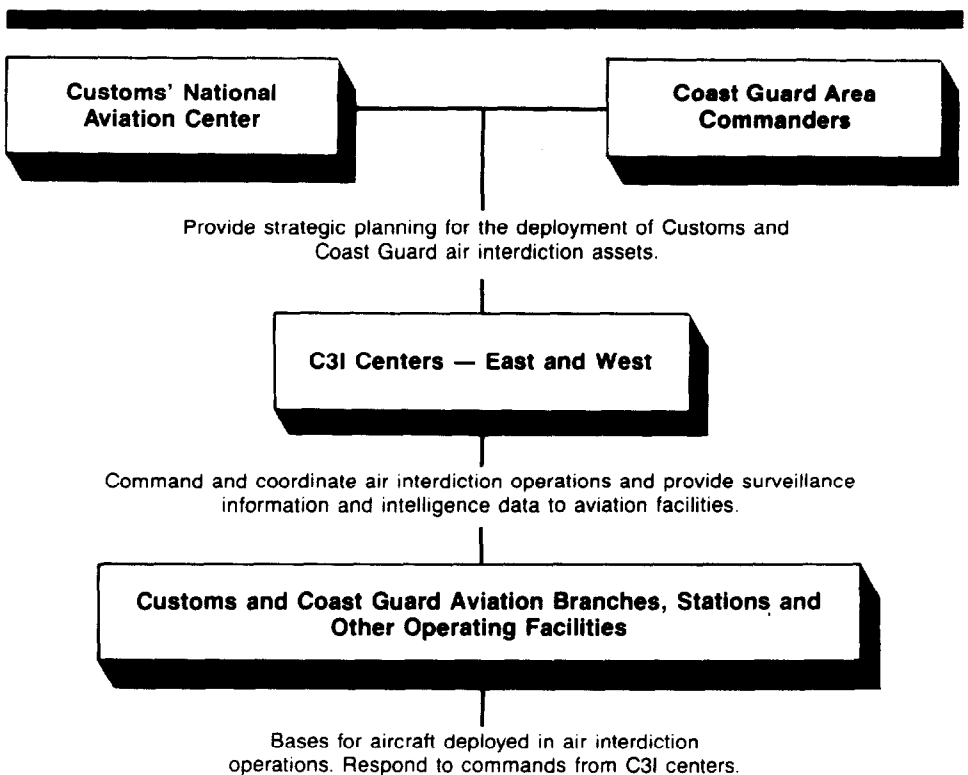 Customs' National
Aviation Center
Coast Guard Area
Commanders
Provide strategic planning for the deployment of Customs and
Coast Guard air interdiction assets.
C3I Centers — East and West
Command and coordinate air interdiction operations and provide surveillance
information and intelligence data to aviation facilities.
Customs and Coast Guard Aviation Branches, Stations and
Other Operating Facilities
Bases for aircraft deployed in air interdiction
operations. Respond to commands from C3I centers.